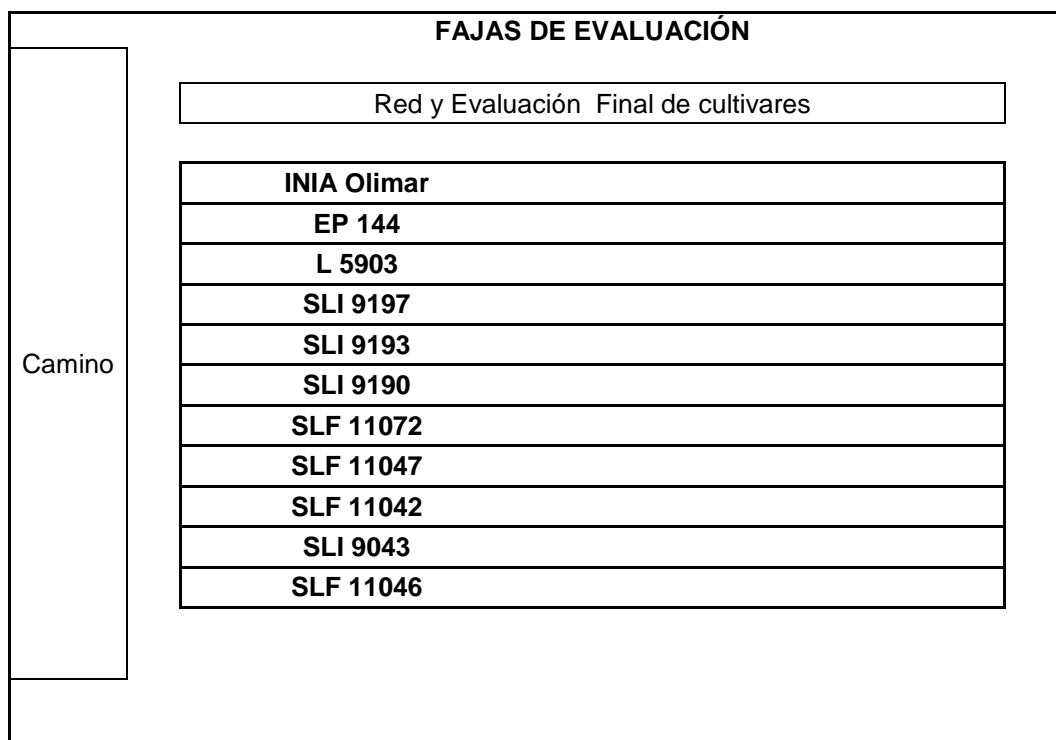 FAJAS DE EVALUACIÓN
Red y Evaluación Final de cultivares
INIA Olimar
EP 144
L 5903
SLI 9197
SLI 9193
Camino
SLI 9190
SLF 11072
SLF 11047
SLF 11042
SLI 9043
SLF 11046